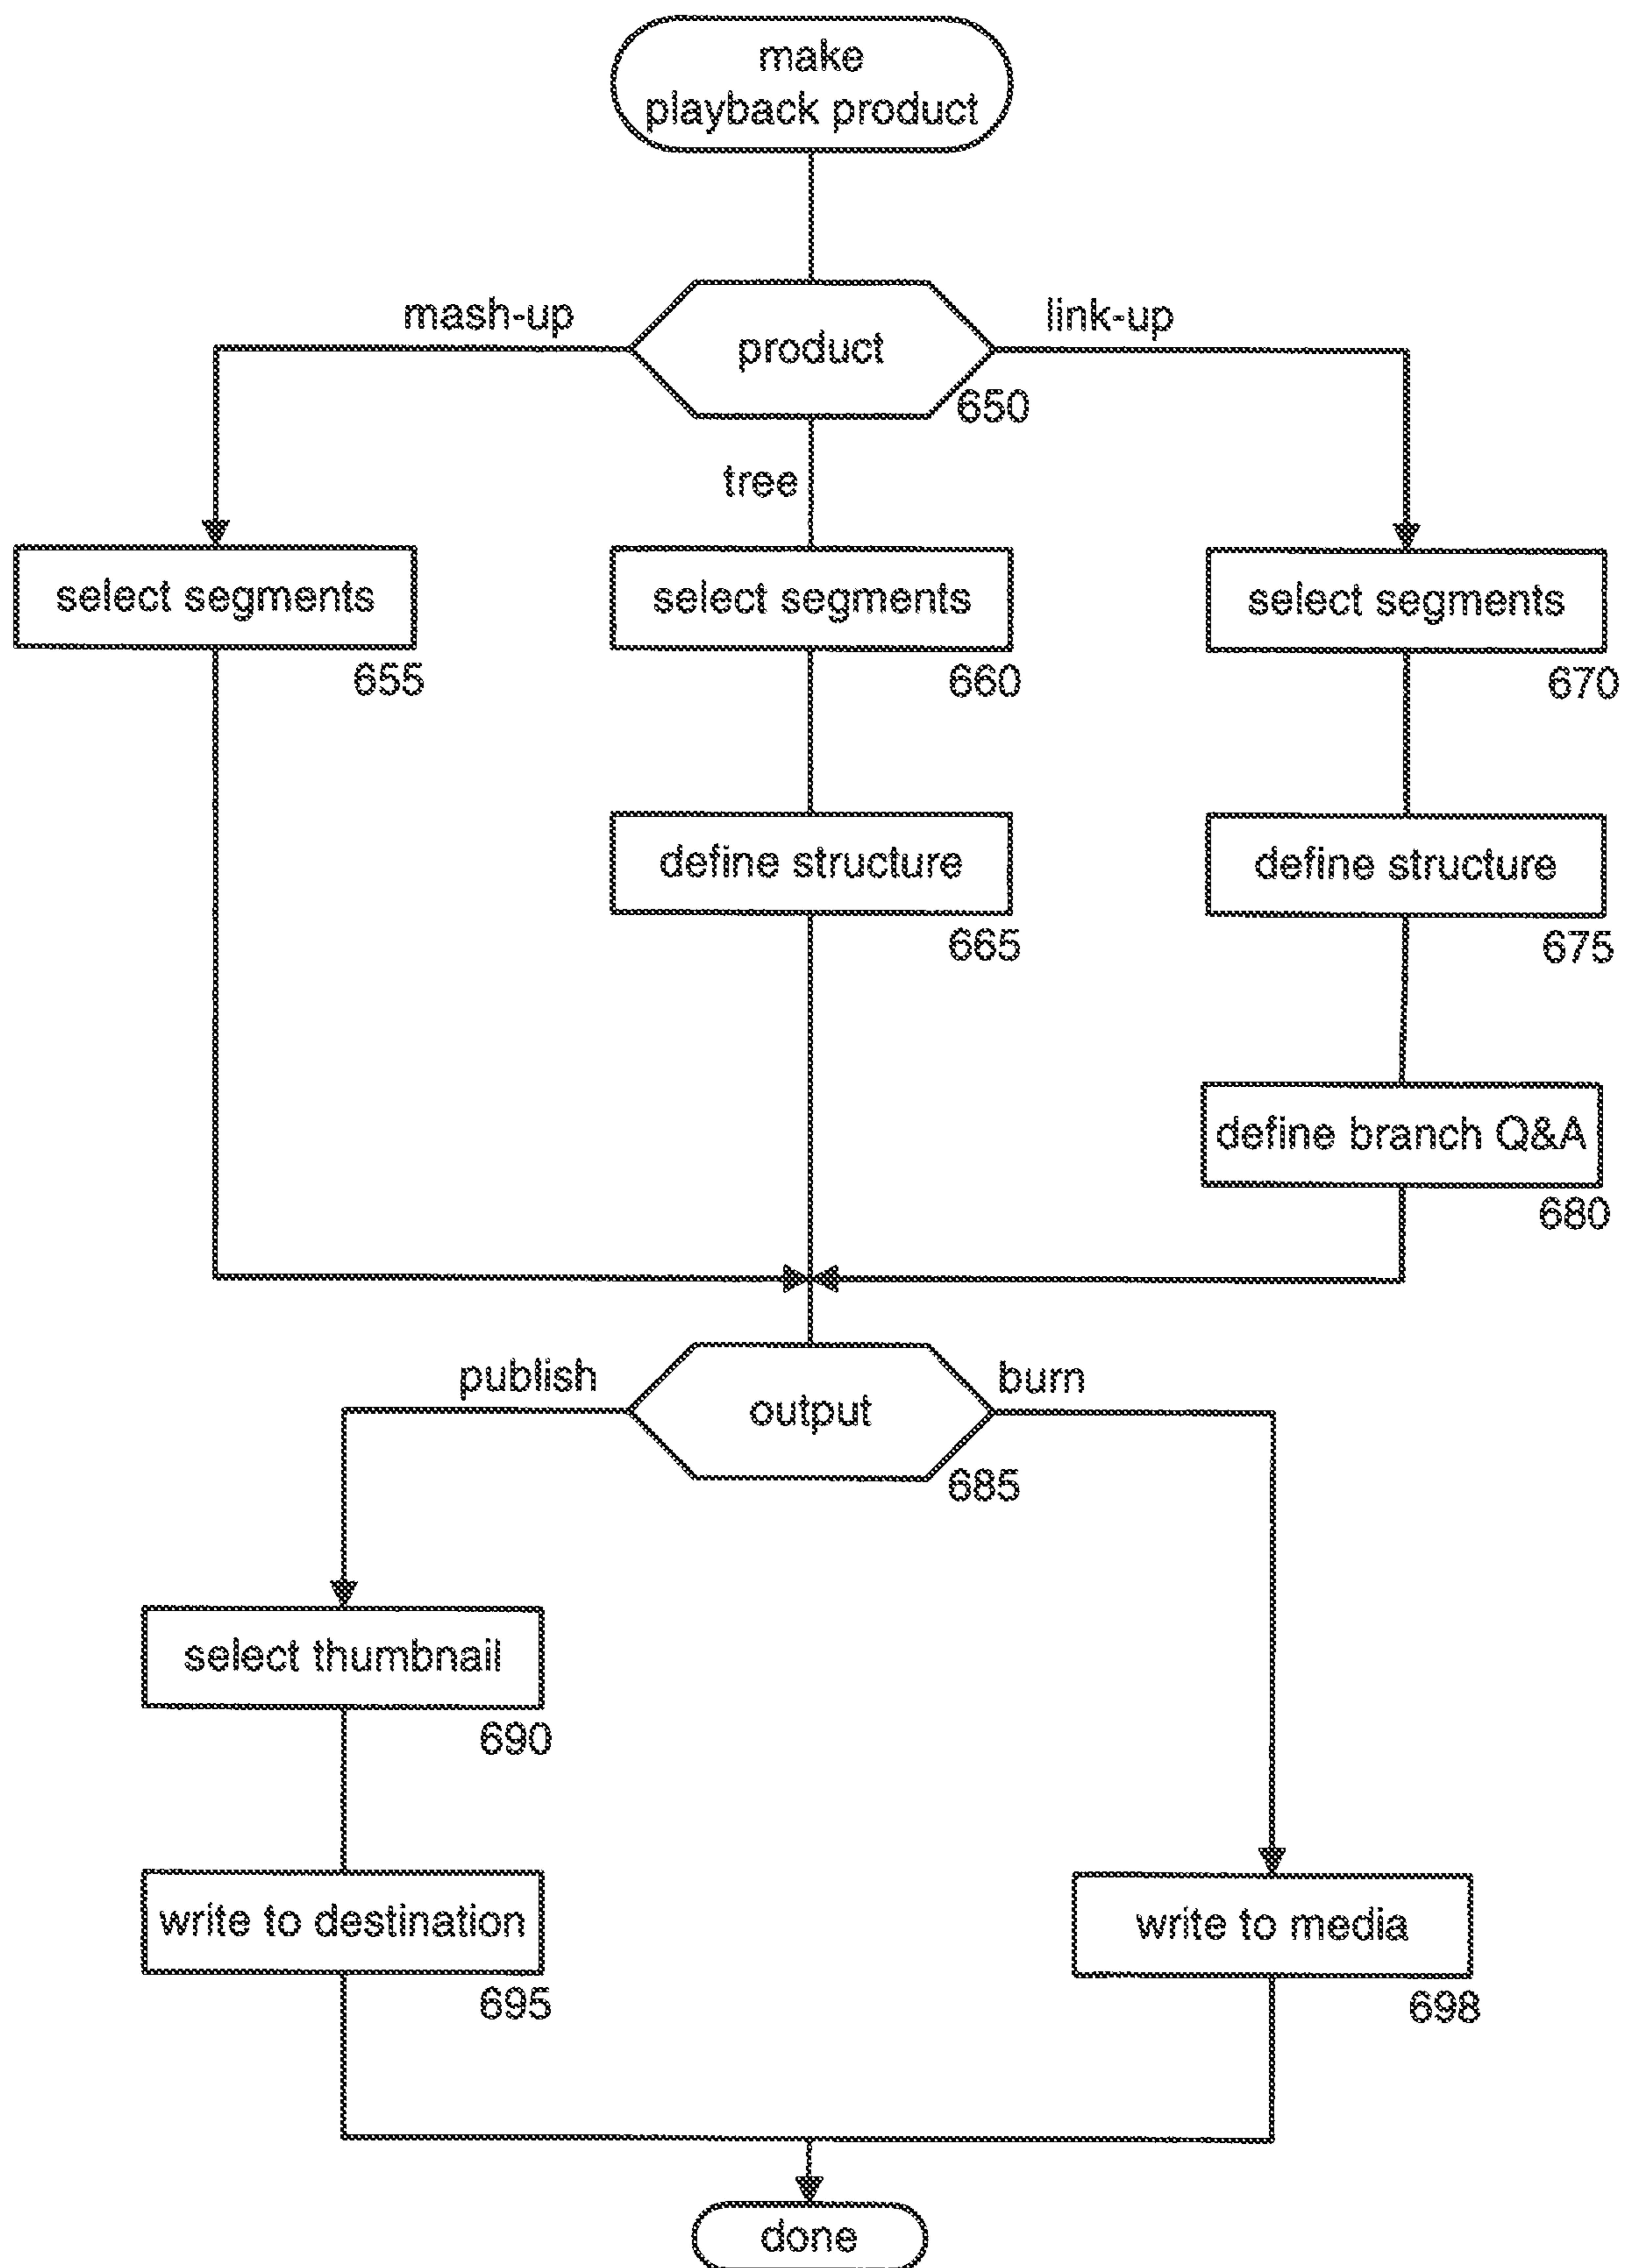 make
playback product
mash-up
link-up
product
650
tree
select segments
655
select segments
660
select segments
670
define structure
665
define structure
675
define branch Q&A
680
publish
burn
output
685
select thumbnail
690
write to destination
695
write to media
698
done